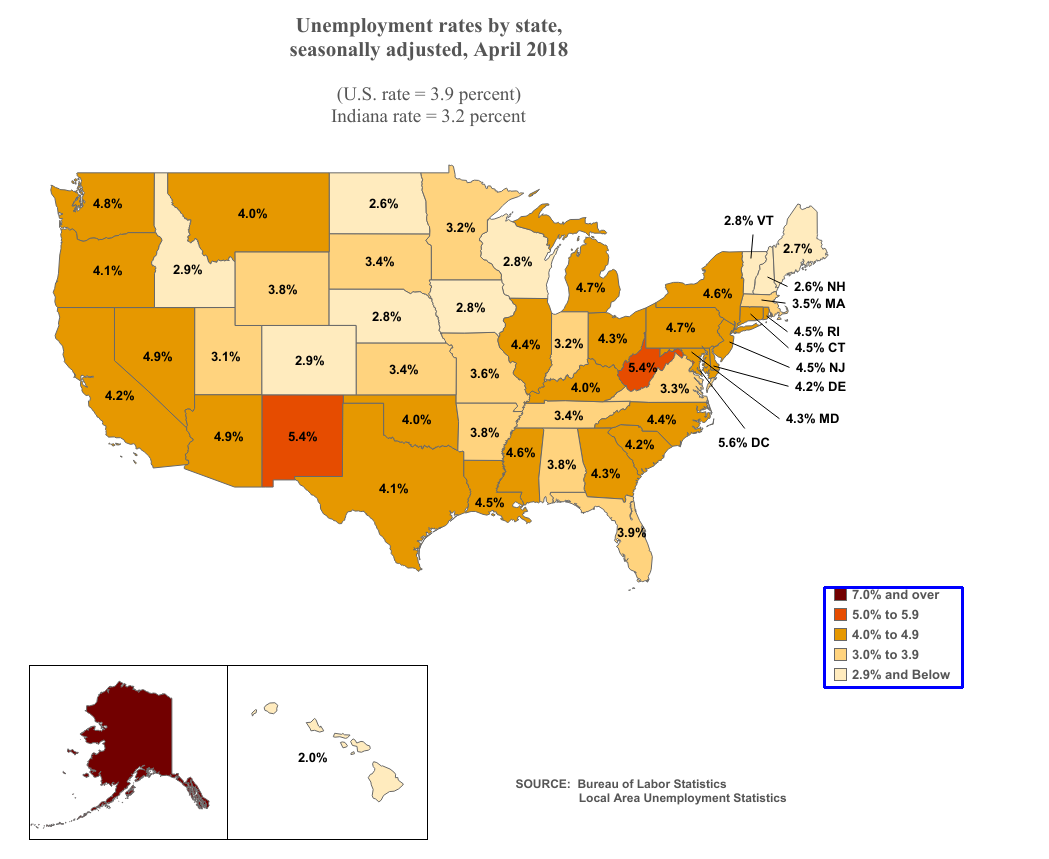 Unemployment rates by state,
seasonally adjusted, April 2018
(U.S. rate = 3.9 percent)
Indiana rate = 3.2 percent
4.8%
4.0%
2.6%
3.2%
2.8% VT
2.7%
4.1%
2.9%
3.8%
3.4%
2.8%
4.7%
4.6%
2.6% NH
3.5% MA
4.9%
3.1%
2.9%
2.8%
2.8%
4.4%
3.2%
4.3%
4.7%
4.5% RI
4.5% CT
4.5% NJ
4.2%
3.4%
3.6%
4.0%
5.4%
3.3%
4.2% DE
4.3% MD
5.6% DC
4.9%
5.4%
4.0%
3.8%
3.4%
4.4%
4.2%
4.1%
4.5%
4.6%
3.8%
4.3%
3.9%
7.0% and over
5.0% to 5.9
4.0% to 4.9
3.0% to 3.9
2.9% and Below
2.0%
SOURCE: Bureau of Labor Statistics
Local Area Unemployment Statistics